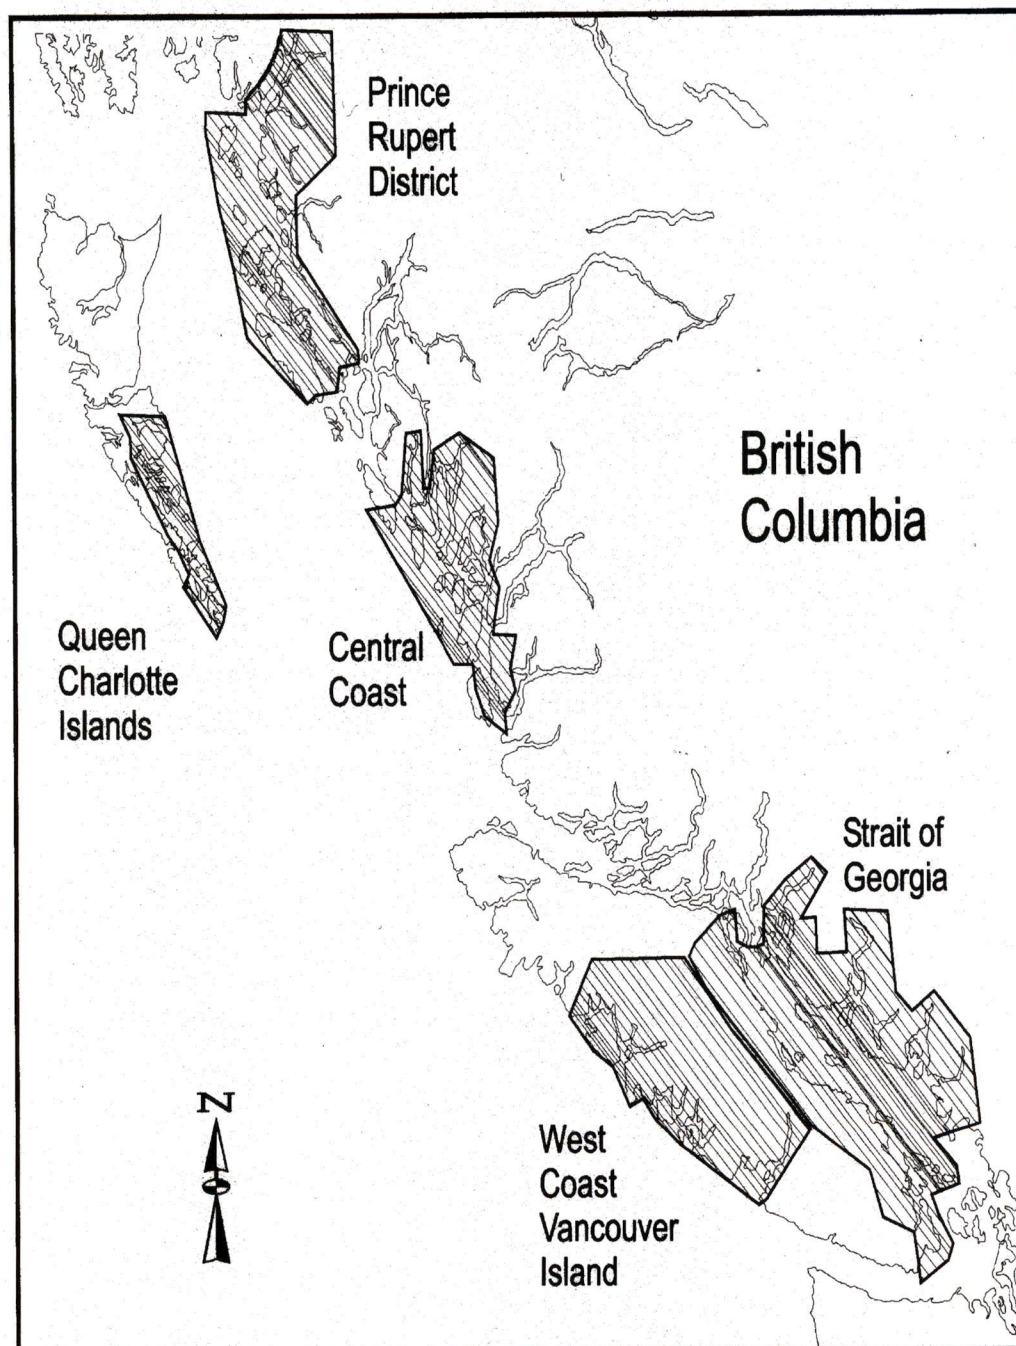 Prince
Rupert
District
British
Columbia
Queen
Charlotte
Islands
Central
Coast
Strait of
Georgia
N
West
Coast
Vancouver
Island